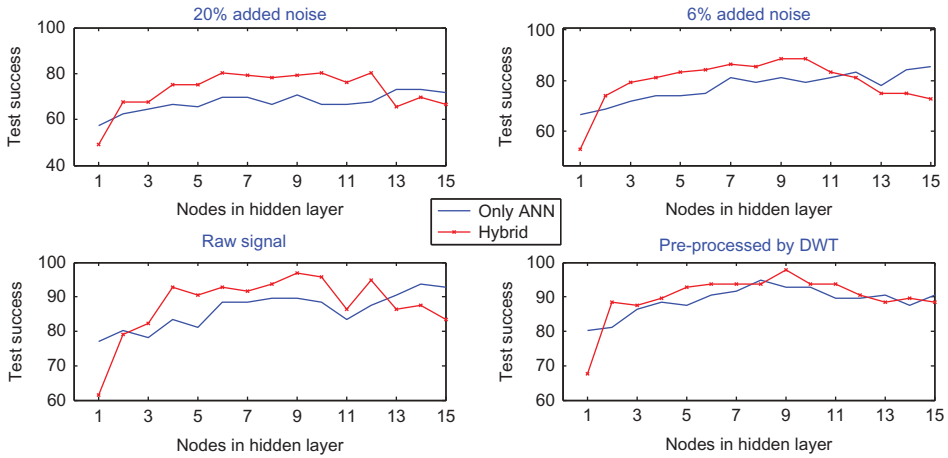 20% added noise
100
80
60
40
Test success
1 3 5 7 9 11 13 15
Nodes in hidden layer
6% added noise
100
80
60
Test success
1 3 5 7 9 11 13 15
Nodes in hidden layer
Only ANN
Hybrid
Raw signal
100
90
80
70
60
Test success
1 3 5 7 9 11 13 15
Nodes in hidden layer
Pre-processed by DWT
100
90
80
70
60
Test success
1 3 5 7 9 11 13 15
Nodes in hidden layer